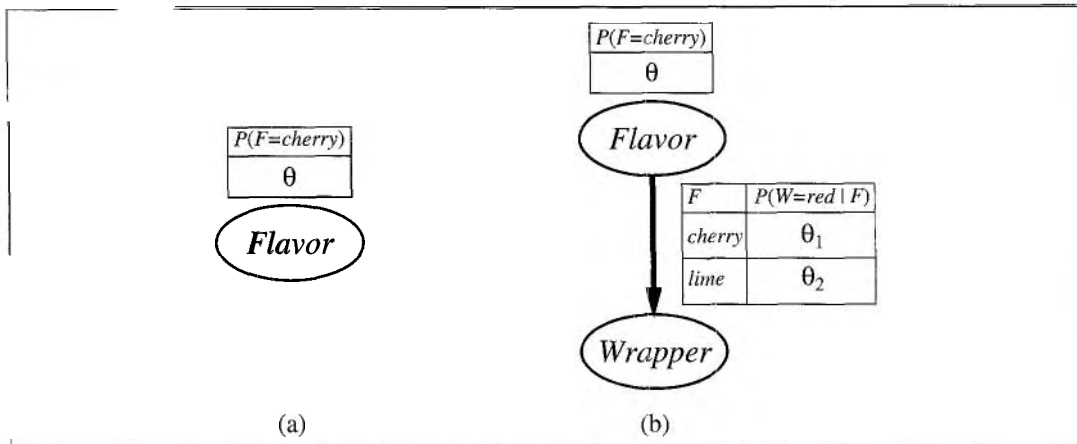 P(F=cherry)
θ
Flavor
(a)
P(F=cherry)
θ
Flavor
F P(W=red | F)
cherry θ1
lime θ2
Wrapper
(b)